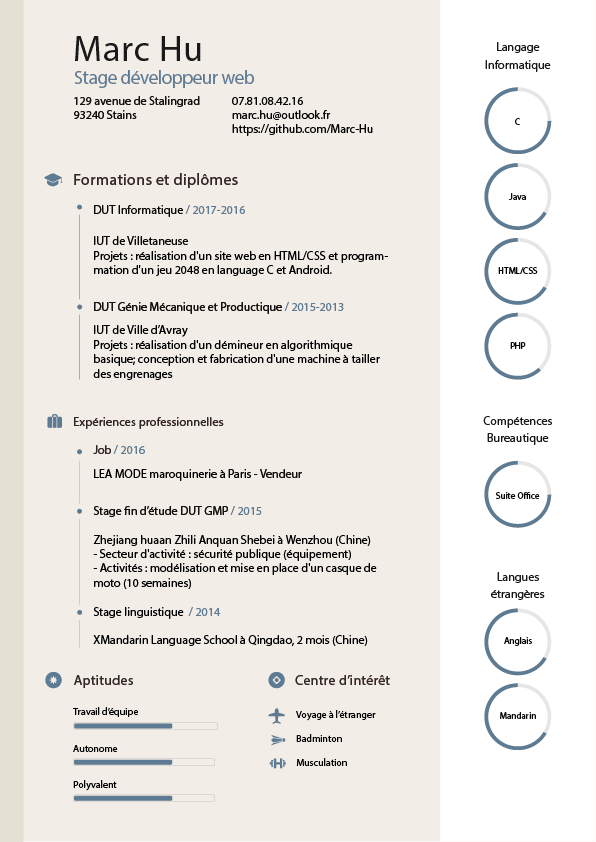 Marc Hu
Stage développeur web
129 avenue de Stalingrad
93240 Stains
07.81.08.42.16
marc.hu@outlook.fr
https://github.com/Marc-Hu
Formations et diplômes
DUT Informatique / 2017-2016
IUT de Villetaneuse
Projets : réalisation d'un site web en HTML/CSS et program-
mation d'un jeu 2048 en language C et Android.
DUT Génie Mécanique et Productique / 2015-2013
IUT de Ville d'Avray
Projets : réalisation d'un démineur en algorithmique
basique; conception et fabrication d'une machine à tailler
des engrenages
Expériences professionnelles
Job / 2016
LEA MODE maroquinerie à Paris - Vendeur
Stage fin d'étude DUT GMP / 2015
Zhejiang huaan Zhili Anquan Shebei à Wenzhou (Chine)
- Secteur d'activité : sécurité publique (équipement)
- Activités : modélisation et mise en place d'un casque de
moto (10 semaines)
Stage linguistique / 2014
XMandarin Language School à Qingdao, 2 mois (Chine)
Aptitudes
Travail d'équipe
Autonome
Polyvalent
Centre d'intérêt
Voyage à l'étranger
Badminton
Musculation
Langage
Informatique
C
Java
HTML/CSS
PHP
Compétences
Bureautique
Suite Office
Langues
étrangères
Anglais
Mandarin